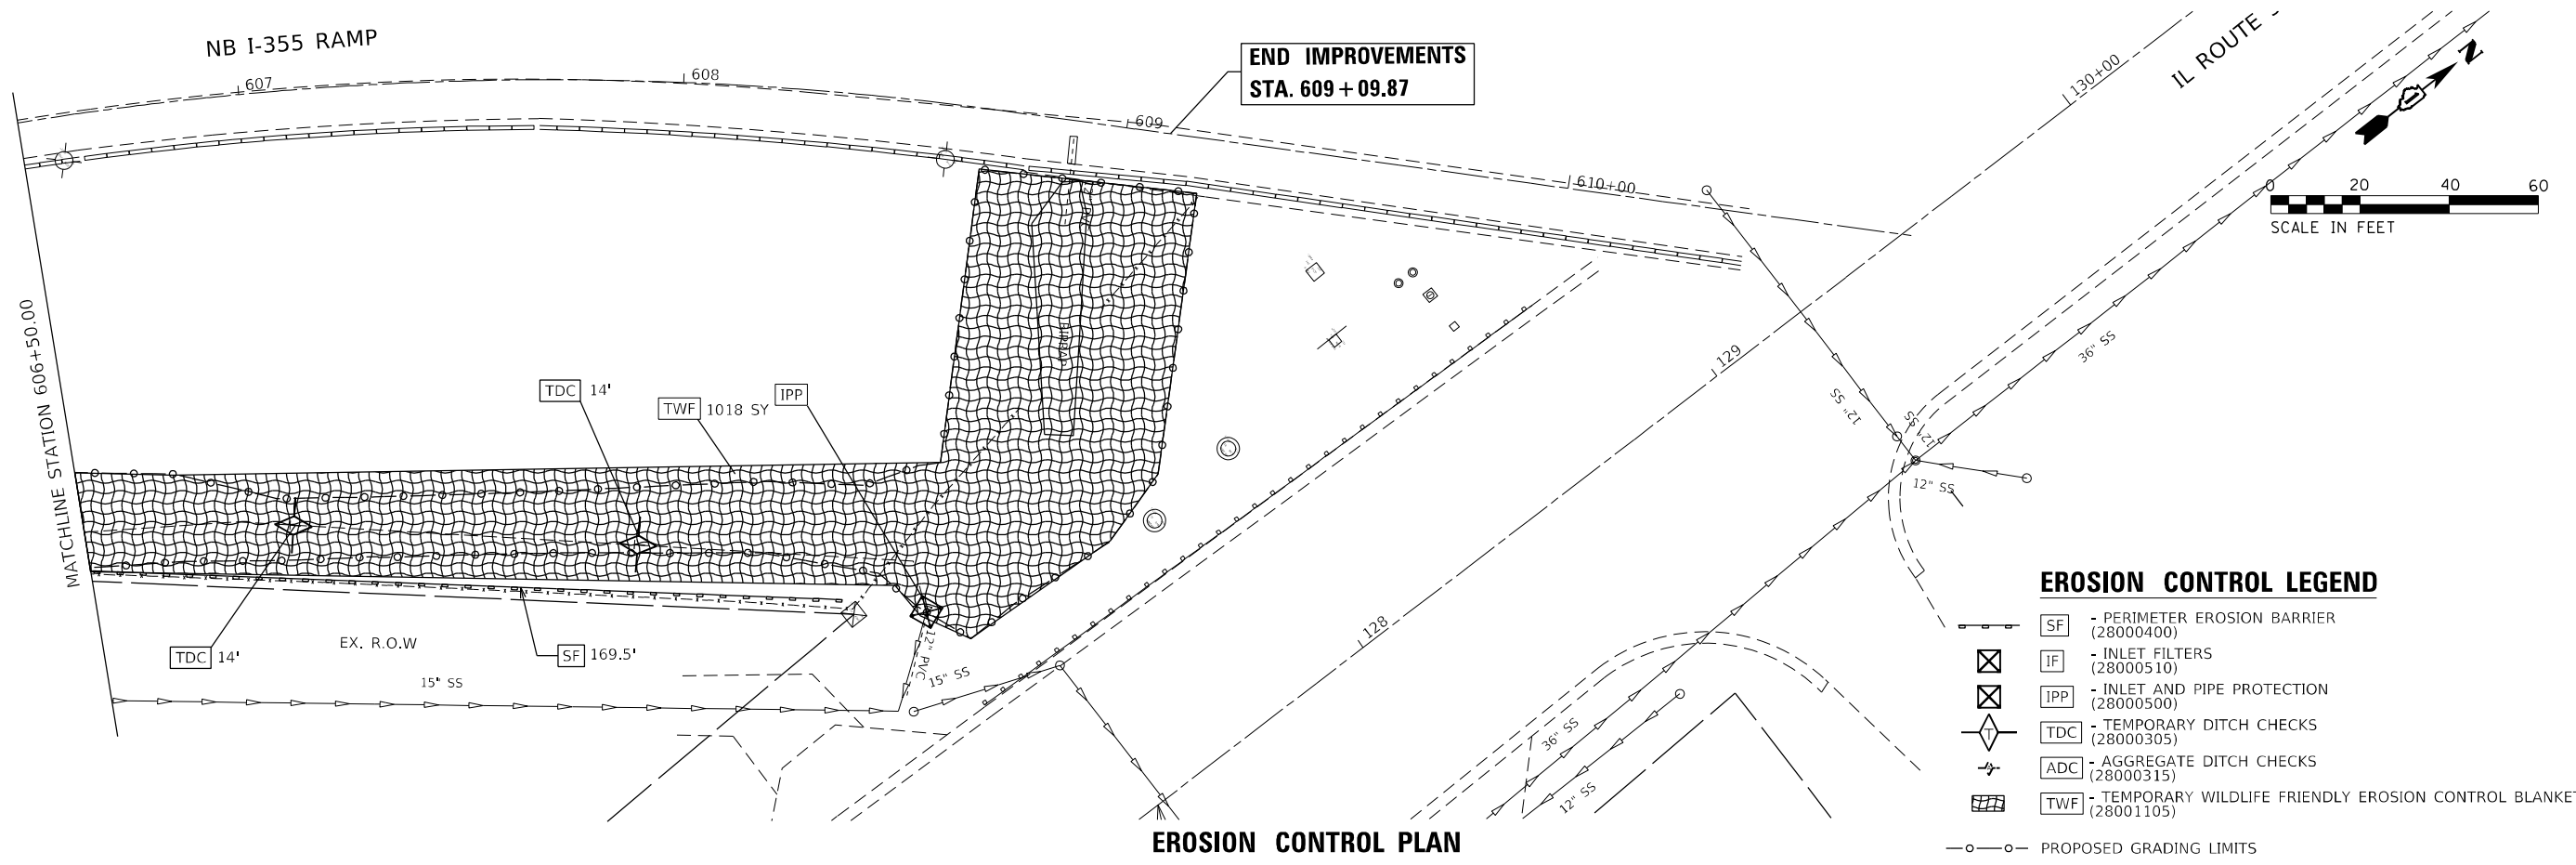 NB I-355 RAMP
607
608
609
610+00
END IMPROVEMENTS
STA. 609+09.87
130+00
IL ROUTE
N
0 20 40 60
SCALE IN FEET
MATCHLINE STATION 606+50.00
TDC 14'
TWF 1018 SY
IPP
RIPRAP
129
128
12" SS
12" SS
12" SS
36" SS
TDC 14'
EX. R.O.W
SF 169.5'
15" SS
12" PVC
15" SS
36" SS
12" SS
EROSION CONTROL LEGEND
SF - PERIMETER EROSION BARRIER
(28000400)
IF - INLET FILTERS
(28000510)
IPP - INLET AND PIPE PROTECTION
(28000500)
T TDC - TEMPORARY DITCH CHECKS
(28000305)
ADC - AGGREGATE DITCH CHECKS
(28000315)
TWF - TEMPORARY WILDLIFE FRIENDLY EROSION CONTROL BLANKET
(28001105)
PROPOSED GRADING LIMITS
EROSION CONTROL PLAN